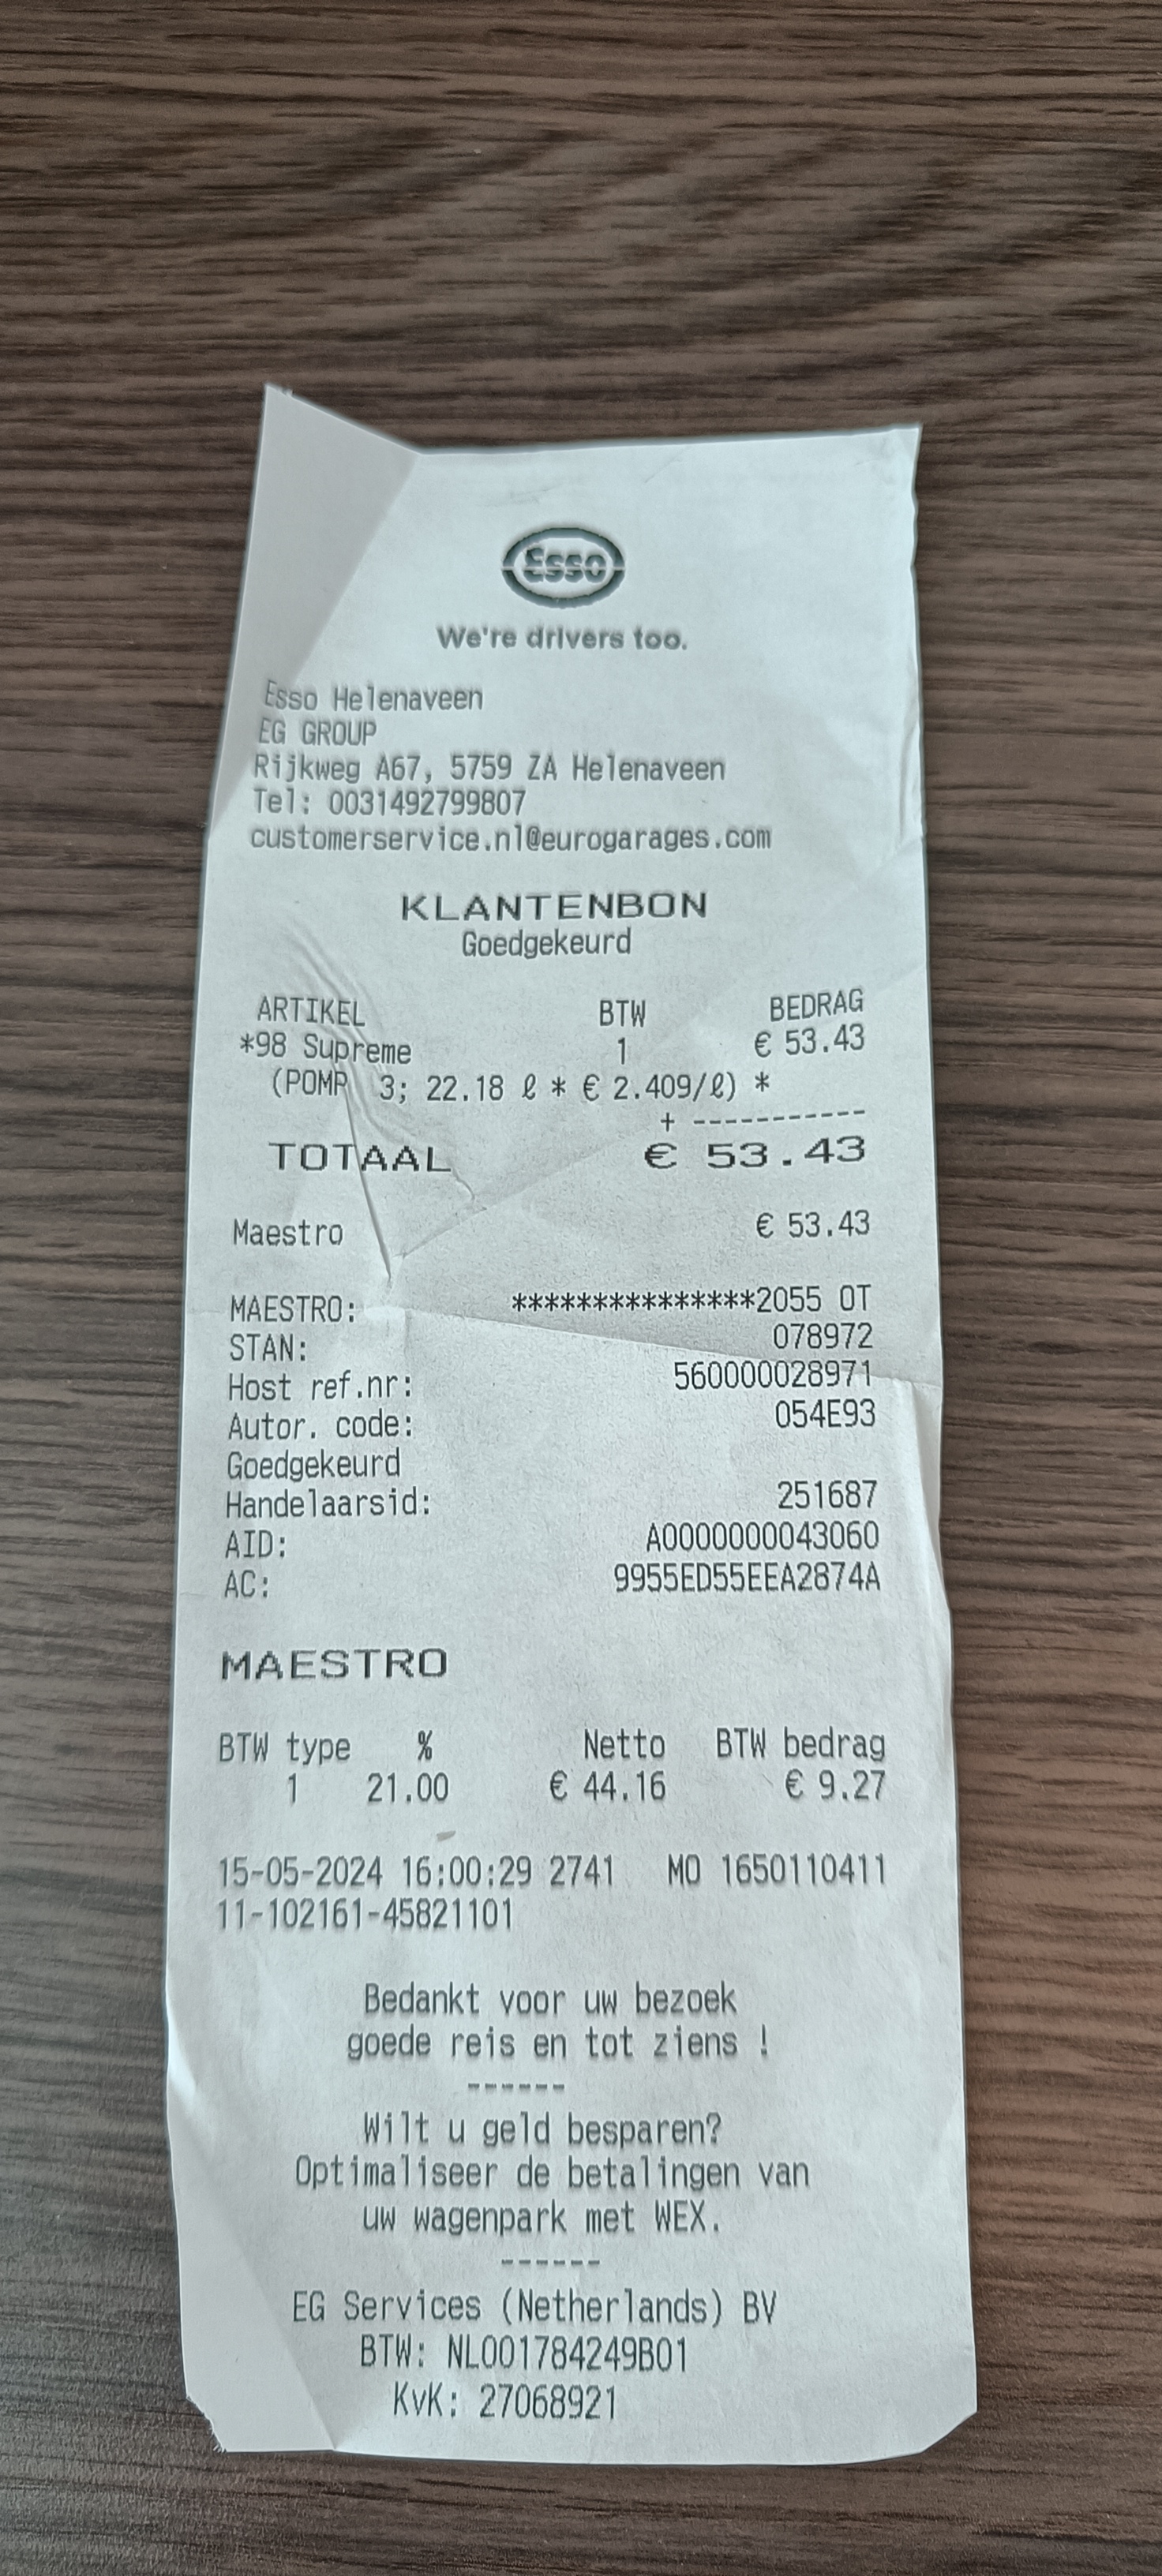 Esso
We're drivers too.
Esso Helenaveen
EG GROUP
Rijkweg A67, 5759 ZA Helenaveen
Tel: 0031492799807
customerservice.nl@eurogarages.com
KLANTENBON
Goedgekeurd
ARTIKEL BTW BEDRAG
*98 Supreme 1 € 53.43
(POMP 3; 22.18 ℓ * € 2.409/ℓ) *
+ -----------
TOTAAL € 53.43
Maestro € 53.43
MAESTRO: ***************2055 OT
STAN: 078972
Host ref.nr: 560000028971
Autor. code: 054E93
Goedgekeurd
Handelaarsid: 251687
AID: A0000000043060
AC: 9955ED55EEA2874A
MAESTRO
BTW type % Netto BTW bedrag
1 21.00 € 44.16 € 9.27
15-05-2024 16:00:29 2741 MO 1650110411
11-102161-45821101
Bedankt voor uw bezoek
goede reis en tot ziens !
------
Wilt u geld besparen?
Optimaliseer de betalingen van
uw wagenpark met WEX.
------
EG Services (Netherlands) BV
BTW: NL001784249B01
KvK: 27068921